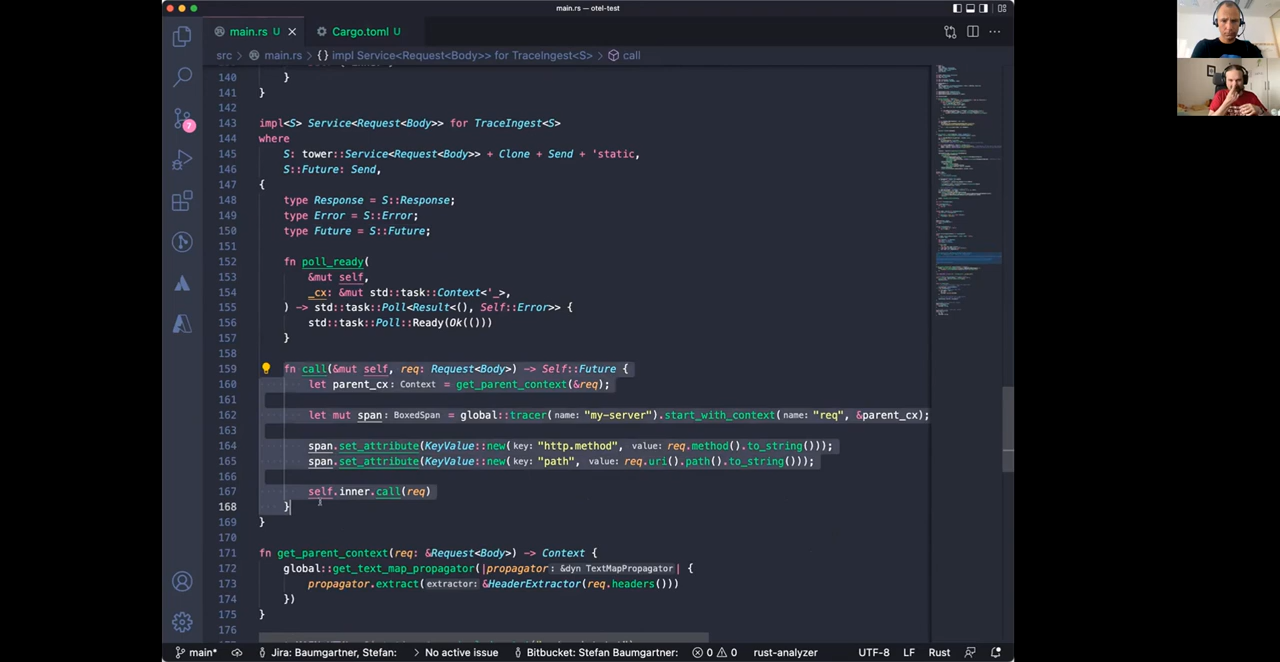 main.rs — otel-test
main.rs U × Cargo.toml U
src > main.rs > {} impl Service<Request<Body>> for TraceIngest<S> > call
140 }
141 }
142
143 impl<S> Service<Request<Body>> for TraceIngest<S>
144 where
145 S: tower::Service<Request<Body>> + Clone + Send + 'static,
146 S::Future: Send,
147 {
148 type Response = S::Response;
149 type Error = S::Error;
150 type Future = S::Future;
151
152 fn poll_ready(
153 &mut self,
154 _cx: &mut std::task::Context<'_>,
155 ) -> std::task::Poll<Result<(), Self::Error>> {
156 std::task::Poll::Ready(Ok(()))
157 }
158
159 fn call(&mut self, req: Request<Body>) -> Self::Future {
160 let parent_cx: Context = get_parent_context(&req);
161
162 let mut span: BoxedSpan = global::tracer(name: "my-server").start_with_context(name: "req", &parent_cx);
163
164 span.set_attribute(KeyValue::new(key: "http.method", value: req.method().to_string()));
165 span.set_attribute(KeyValue::new(key: "path", value: req.uri().path().to_string()));
166
167 self.inner.call(req)
168 }
169 }
170
171 fn get_parent_context(req: &Request<Body>) -> Context {
172 global::get_text_map_propagator(|propagator: &dyn TextMapPropagator| {
173 propagator.extract(extractor: &HeaderExtractor(req.headers()))
174 })
175 }
176
7
main* Jira: Baumgartner, Stefan: > No active issue Bitbucket: Stefan Baumgartner: 0 0 rust-analyzer UTF-8 LF Rust